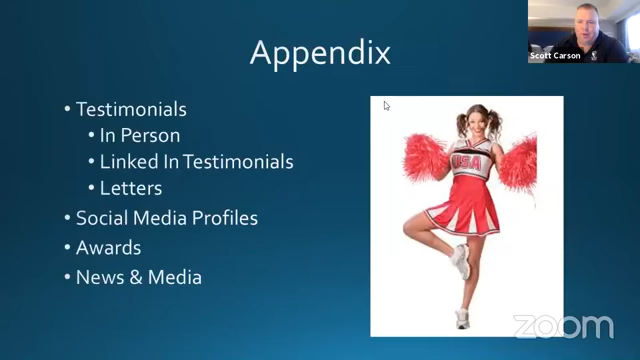 Scott Carson
Appendix
• Testimonials
• In Person
• Linked In Testimonials
• Letters
• Social Media Profiles
• Awards
• News & Media
USA
zoom